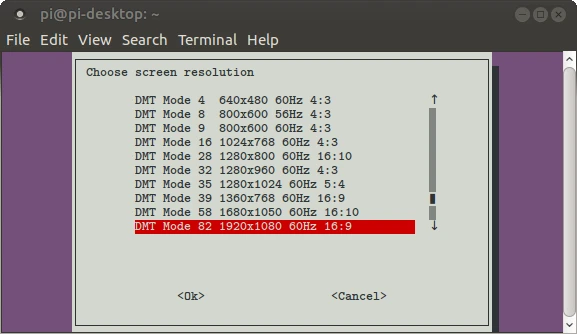 pi@pi-desktop: ~
File Edit View Search Terminal Help
Choose screen resolution
DMT Mode 4 640x480 60Hz 4:3
DMT Mode 8 800x600 56Hz 4:3
DMT Mode 9 800x600 60Hz 4:3
DMT Mode 16 1024x768 60Hz 4:3
DMT Mode 28 1280x800 60Hz 16:10
DMT Mode 32 1280x960 60Hz 4:3
DMT Mode 35 1280x1024 60Hz 5:4
DMT Mode 39 1360x768 60Hz 16:9
DMT Mode 58 1680x1050 60Hz 16:10
DMT Mode 82 1920x1080 60Hz 16:9
<Ok> <Cancel>